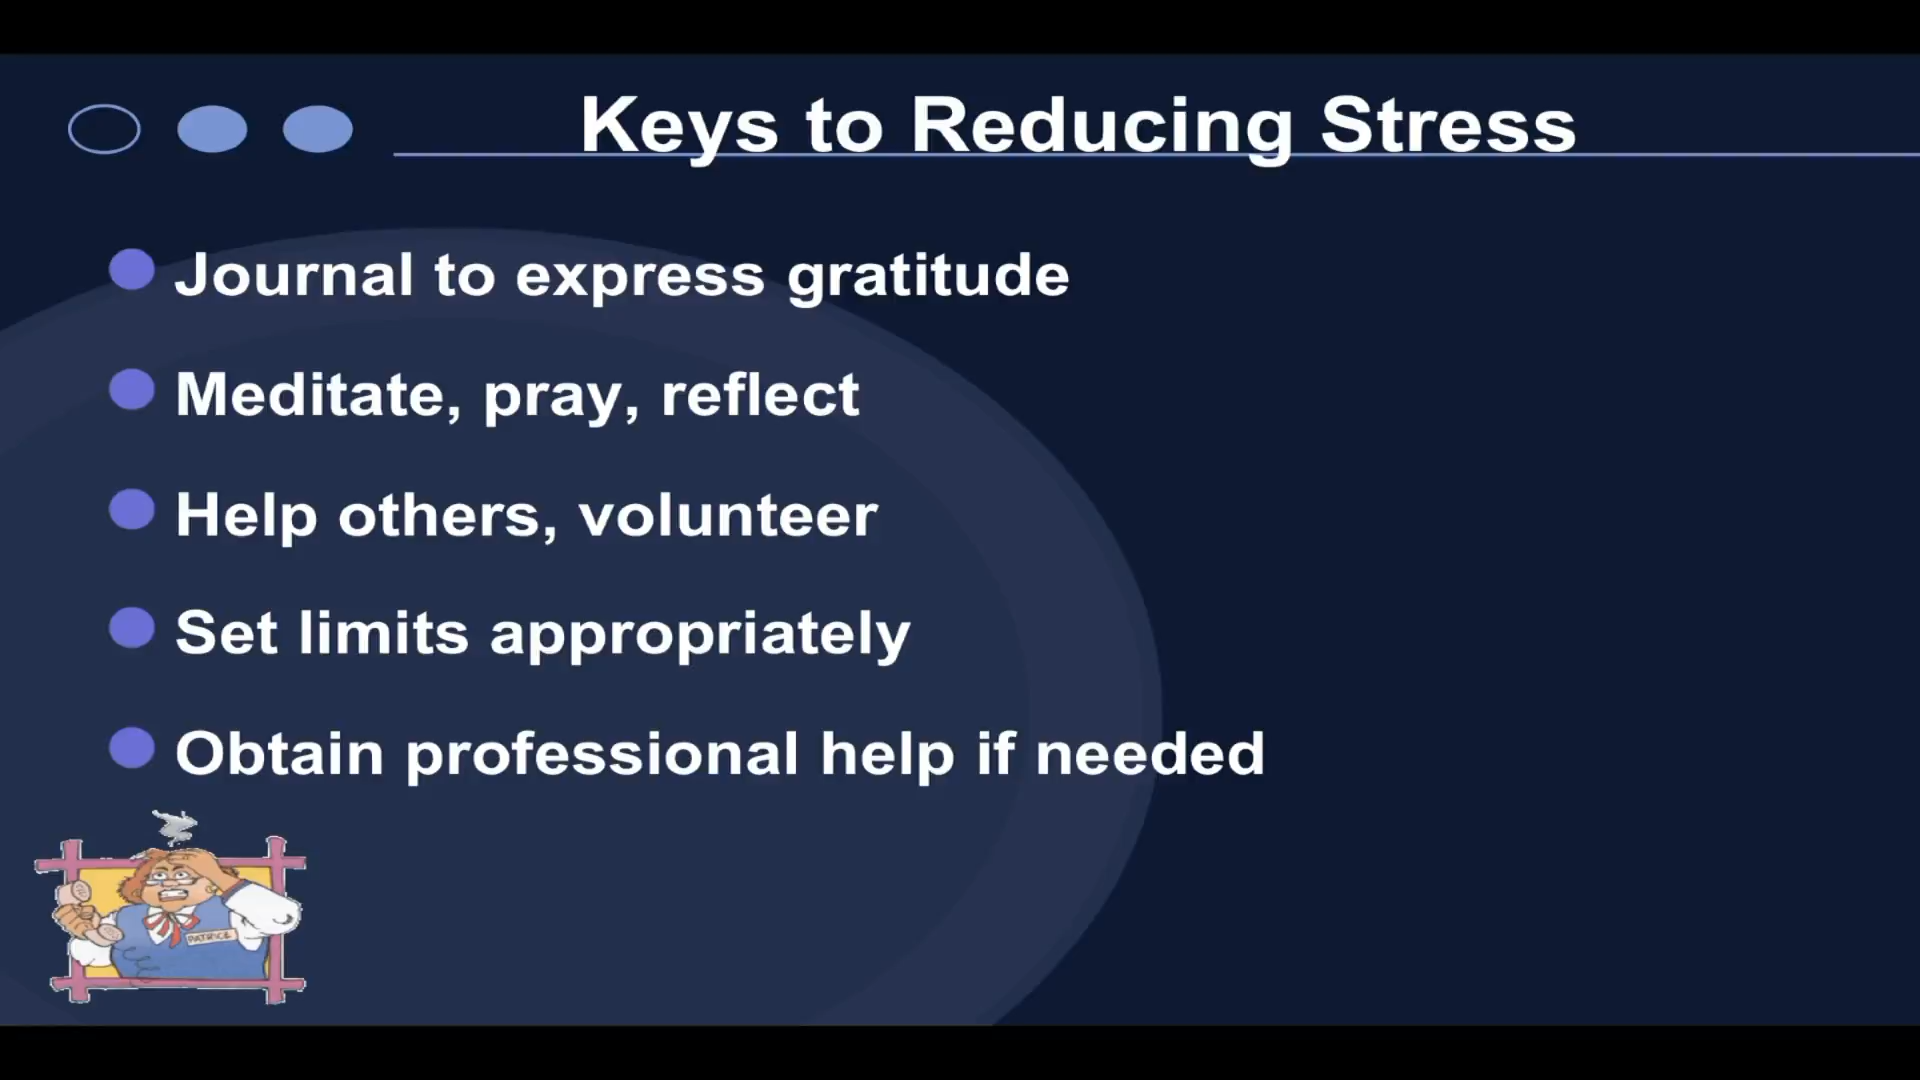 Keys to Reducing Stress
Journal to express gratitude
Meditate, pray, reflect
Help others, volunteer
Set limits appropriately
Obtain professional help if needed
PATRICE